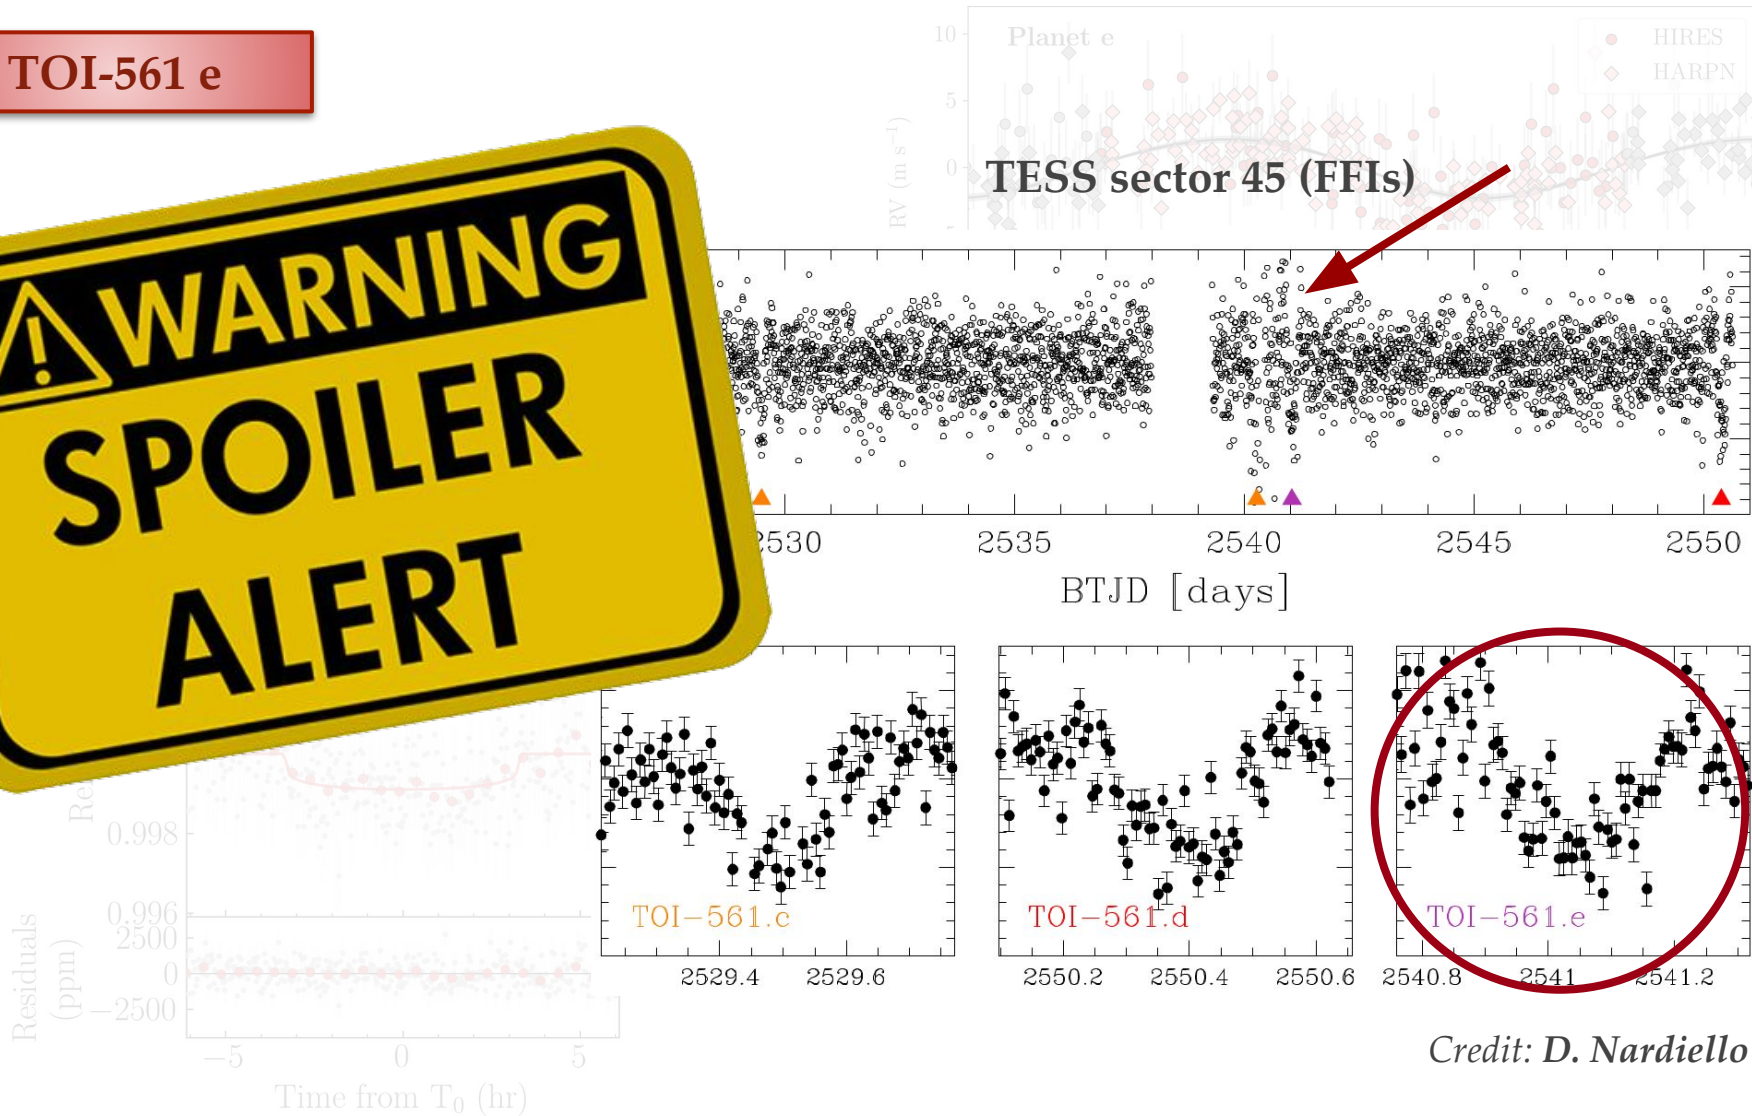 TOI-561 e
10
Planet e
HIRES
HARPN
5
0
RV (m s⁻¹)
TESS sector 45 (FFIs)
! WARNING
SPOILER
ALERT
2530 2535 2540 2545 2550
BTJD [days]
0.998
0.996
TOI−561.c
TOI−561.d
TOI−561.e
2529.4 2529.6
2550.2 2550.4 2550.6
2540.8 2541 2541.2
Residuals
(ppm)
2500
0
−2500
−5 0 5
Time from T₀ (hr)
Credit: D. Nardiello